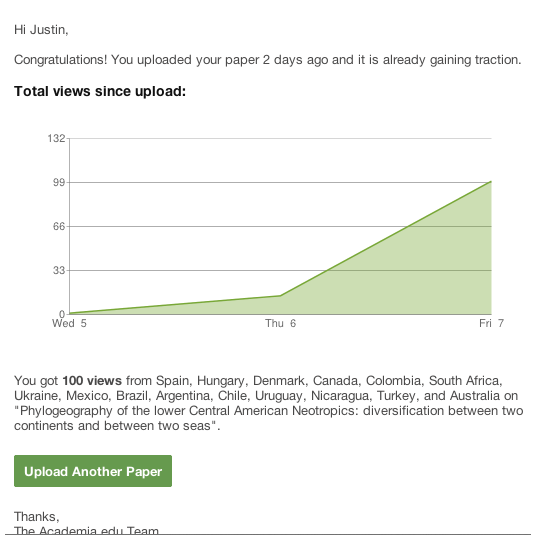 Hi Justin,
Congratulations! You uploaded your paper 2 days ago and it is already gaining traction.
Total views since upload:
132
99
66
33
0
Wed 5
Thu 6
Fri 7
You got 100 views from Spain, Hungary, Denmark, Canada, Colombia, South Africa,
Ukraine, Mexico, Brazil, Argentina, Chile, Uruguay, Nicaragua, Turkey, and Australia on
"Phylogeography of the lower Central American Neotropics: diversification between two
continents and between two seas".
Upload Another Paper
Thanks,
The Academia.edu Team